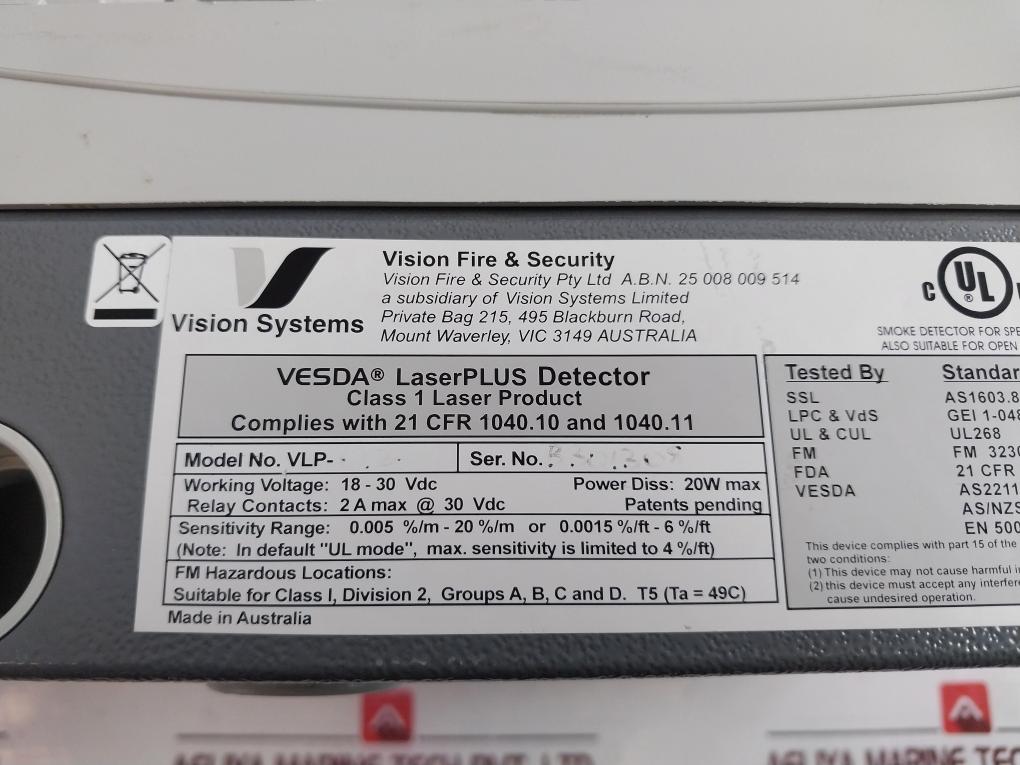 Vision Systems
Vision Fire & Security
Vision Fire & Security Pty Ltd A.B.N. 25 008 009 514
a subsidiary of Vision Systems Limited
Private Bag 215, 495 Blackburn Road,
Mount Waverley, VIC 3149 AUSTRALIA
VESDA® LaserPLUS Detector
Class 1 Laser Product
Complies with 21 CFR 1040.10 and 1040.11
Model No. VLP-
Ser. No.
Working Voltage: 18 - 30 Vdc Power Diss: 20W max
Relay Contacts: 2 A max @ 30 Vdc Patents pending
Sensitivity Range: 0.005 %/m - 20 %/m or 0.0015 %/ft - 6 %/ft
(Note: In default "UL mode", max. sensitivity is limited to 4 %/ft)
FM Hazardous Locations:
Suitable for Class I, Division 2, Groups A, B, C and D. T5 (Ta = 49C)
Made in Australia
C UL ®
SMOKE DETECTOR FOR SPE
ALSO SUITABLE FOR OPEN
Tested By Standar
SSL AS1603.8
LPC & VdS GEI 1-048
UL & CUL UL268
FM FM 3230
FDA 21 CFR
VESDA AS2211
AS/NZS
EN 500
This device complies with part 15 of the
two conditions:
(1) This device may not cause harmful in
(2) this device must accept any interfere
cause undesired operation.